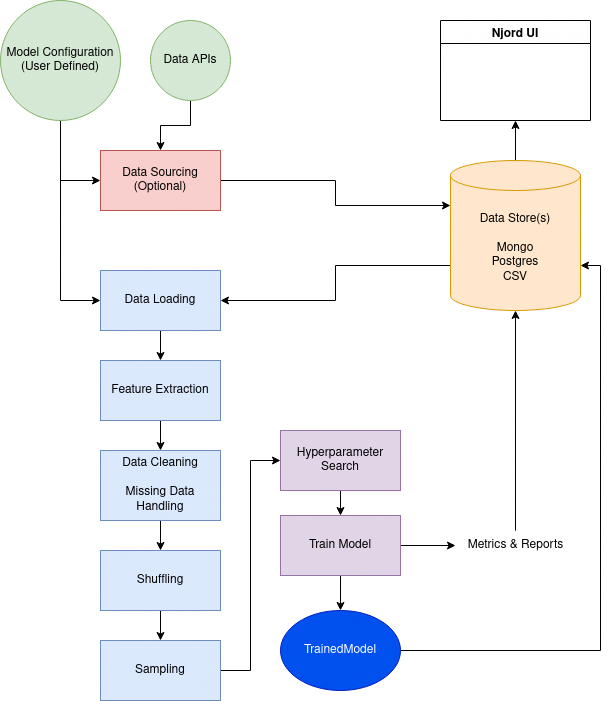 Model Configuration
(User Defined)
Data APIs
Njord UI
Data Sourcing
(Optional)
Data Store(s)
Mongo
Postgres
CSV
Data Loading
Feature Extraction
Data Cleaning
Missing Data
Handling
Hyperparameter
Search
Train Model
Metrics & Reports
Shuffling
TrainedModel
Sampling